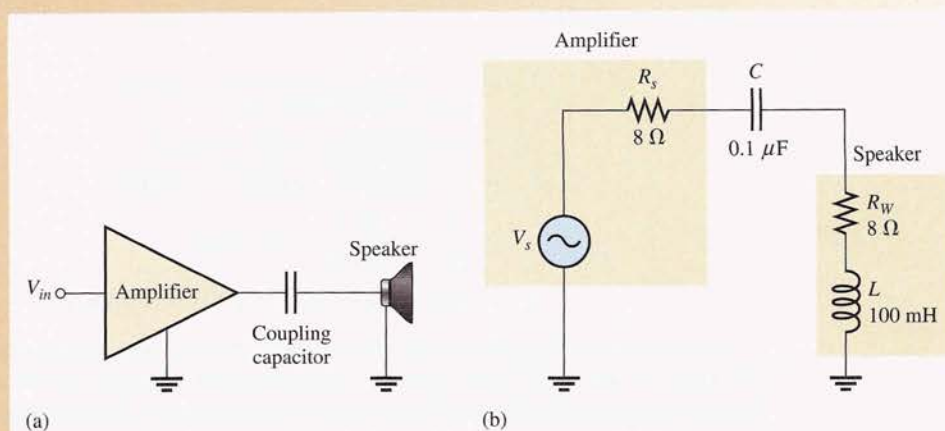 Amplifier
R_s
8 Ω
C
0.1 μF
Speaker
R_W
8 Ω
V_s
L
100 mH
Speaker
V_in
Amplifier
Coupling
capacitor
(a)
(b)